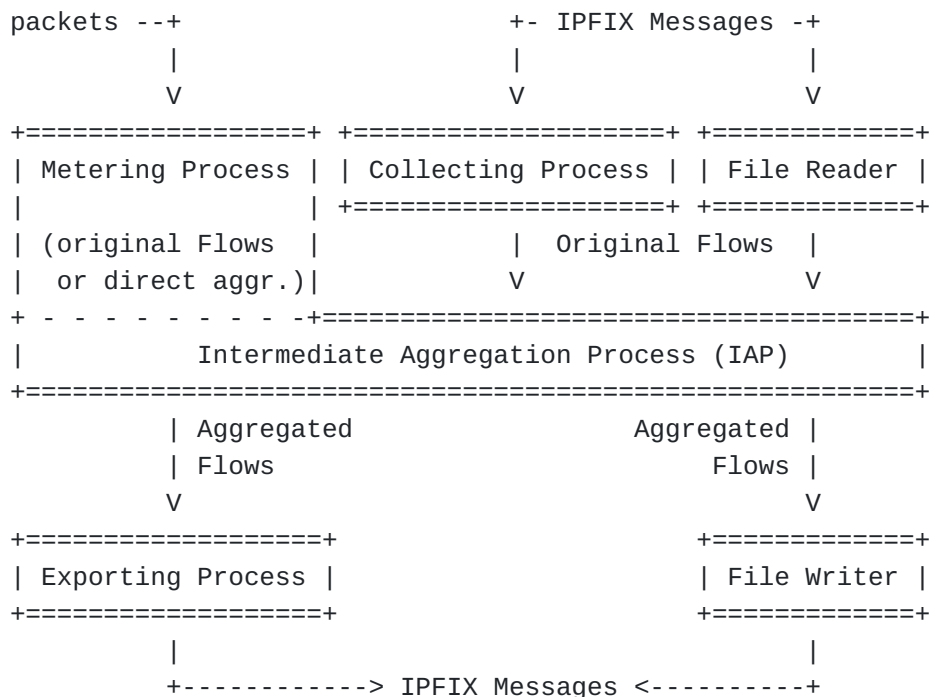 packets --+                     +- IPFIX Messages -+
          |                     |                  |
          V                     V                  V
+==================+ +====================+ +=============+
| Metering Process | | Collecting Process | | File Reader |
|                  | +====================+ +=============+
| (original Flows  |            |  Original Flows  |
|  or direct aggr.)|            V                  V
+ - - - - - - - - -+======================================+
|           Intermediate Aggregation Process (IAP)        |
+=========================================================+
          | Aggregated                  Aggregated |
          | Flows                            Flows |
          V                                        V
+===================+                       +=============+
| Exporting Process |                       | File Writer |
+===================+                       +=============+
          |                                        |
          +------------> IPFIX Messages <----------+